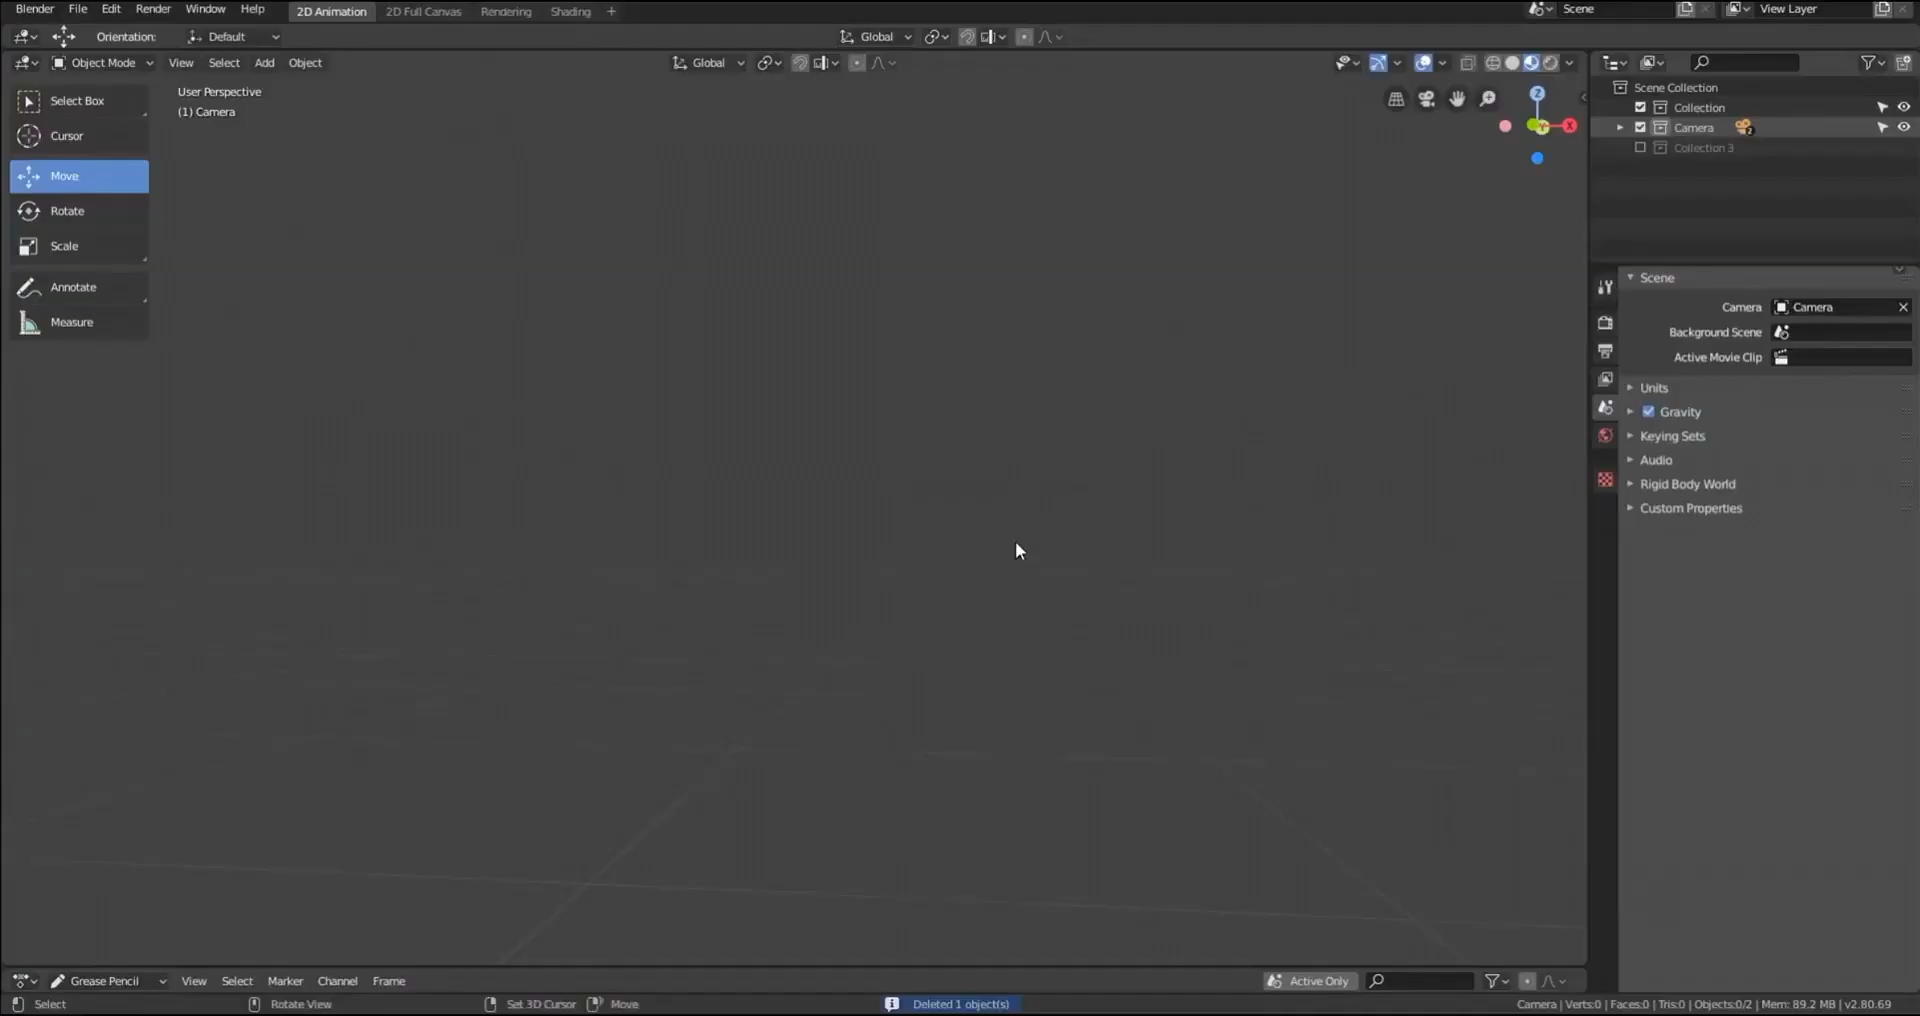 Blender File Edit Render Window Help 2D Animation 2D Full Canvas Rendering Shading + Scene View Layer
Orientation: Default Global
Object Mode View Select Add Object Global
User Perspective
(1) Camera
Select Box
Cursor
Move
Rotate
Scale
Annotate
Measure
Z
Y
X
Scene Collection
Collection
Camera 2
Collection 3
Scene
Camera Camera
Background Scene
Active Movie Clip
Units
Gravity
Keying Sets
Audio
Rigid Body World
Custom Properties
Grease Pencil View Select Marker Channel Frame Active Only
Select Rotate View Set 3D Cursor Move Deleted 1 object(s) Camera | Verts:0 | Faces:0 | Tris:0 | Objects:0/2 | Mem: 89.2 MB | v2.80.69